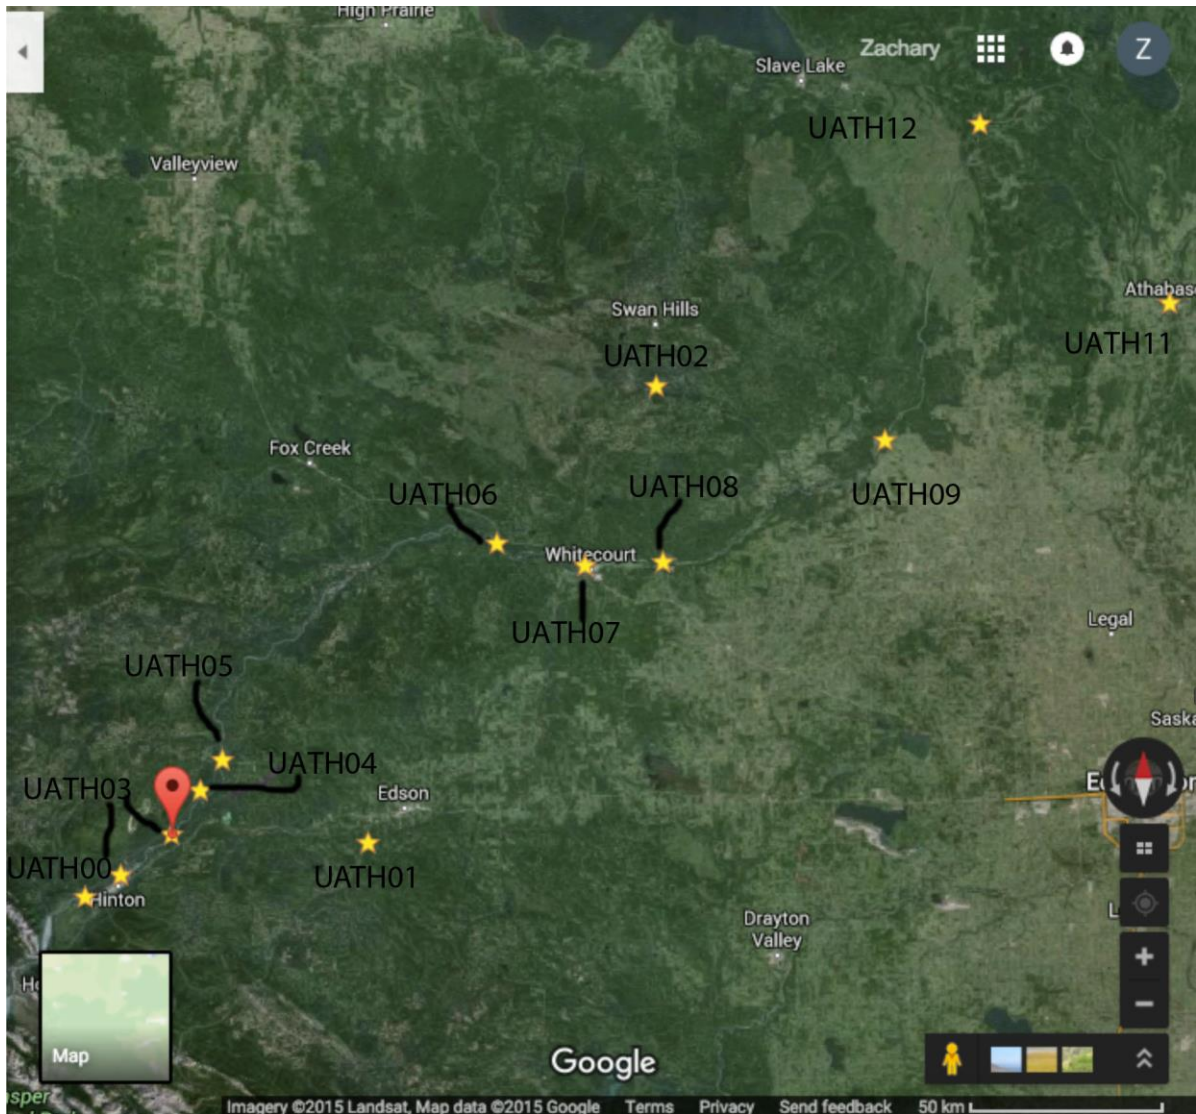 High Prairie
Zachary
Z
Slave Lake
UATH12
Valleyview
Athabas
Swan Hills
UATH11
UATH02
Fox Creek
UATH06
UATH08
UATH09
Whitecourt
Legal
UATH07
UATH05
Saska
UATH04
UATH03
Edson
UATH00
UATH01
Hinton
L
Drayton
Valley
Map
Google
Imagery ©2015 Landsat, Map data ©2015 Google Terms Privacy Send feedback 50 km